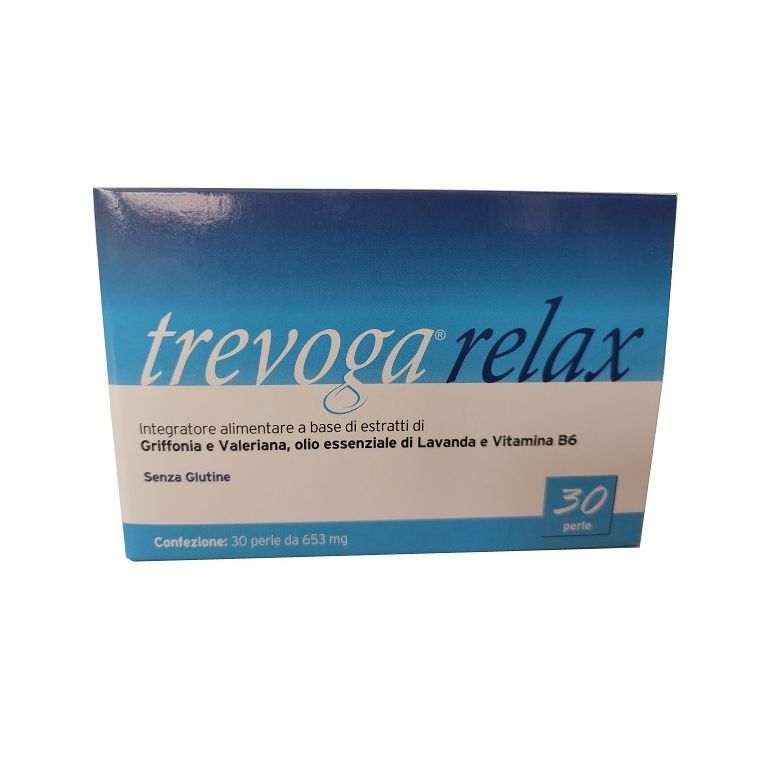 trevoga® relax
Integratore alimentare a base di estratti di
Griffonia e Valeriana, olio essenziale di Lavanda e Vitamina B6
Senza Glutine
30
perle
Confezione: 30 perle da 653 mg